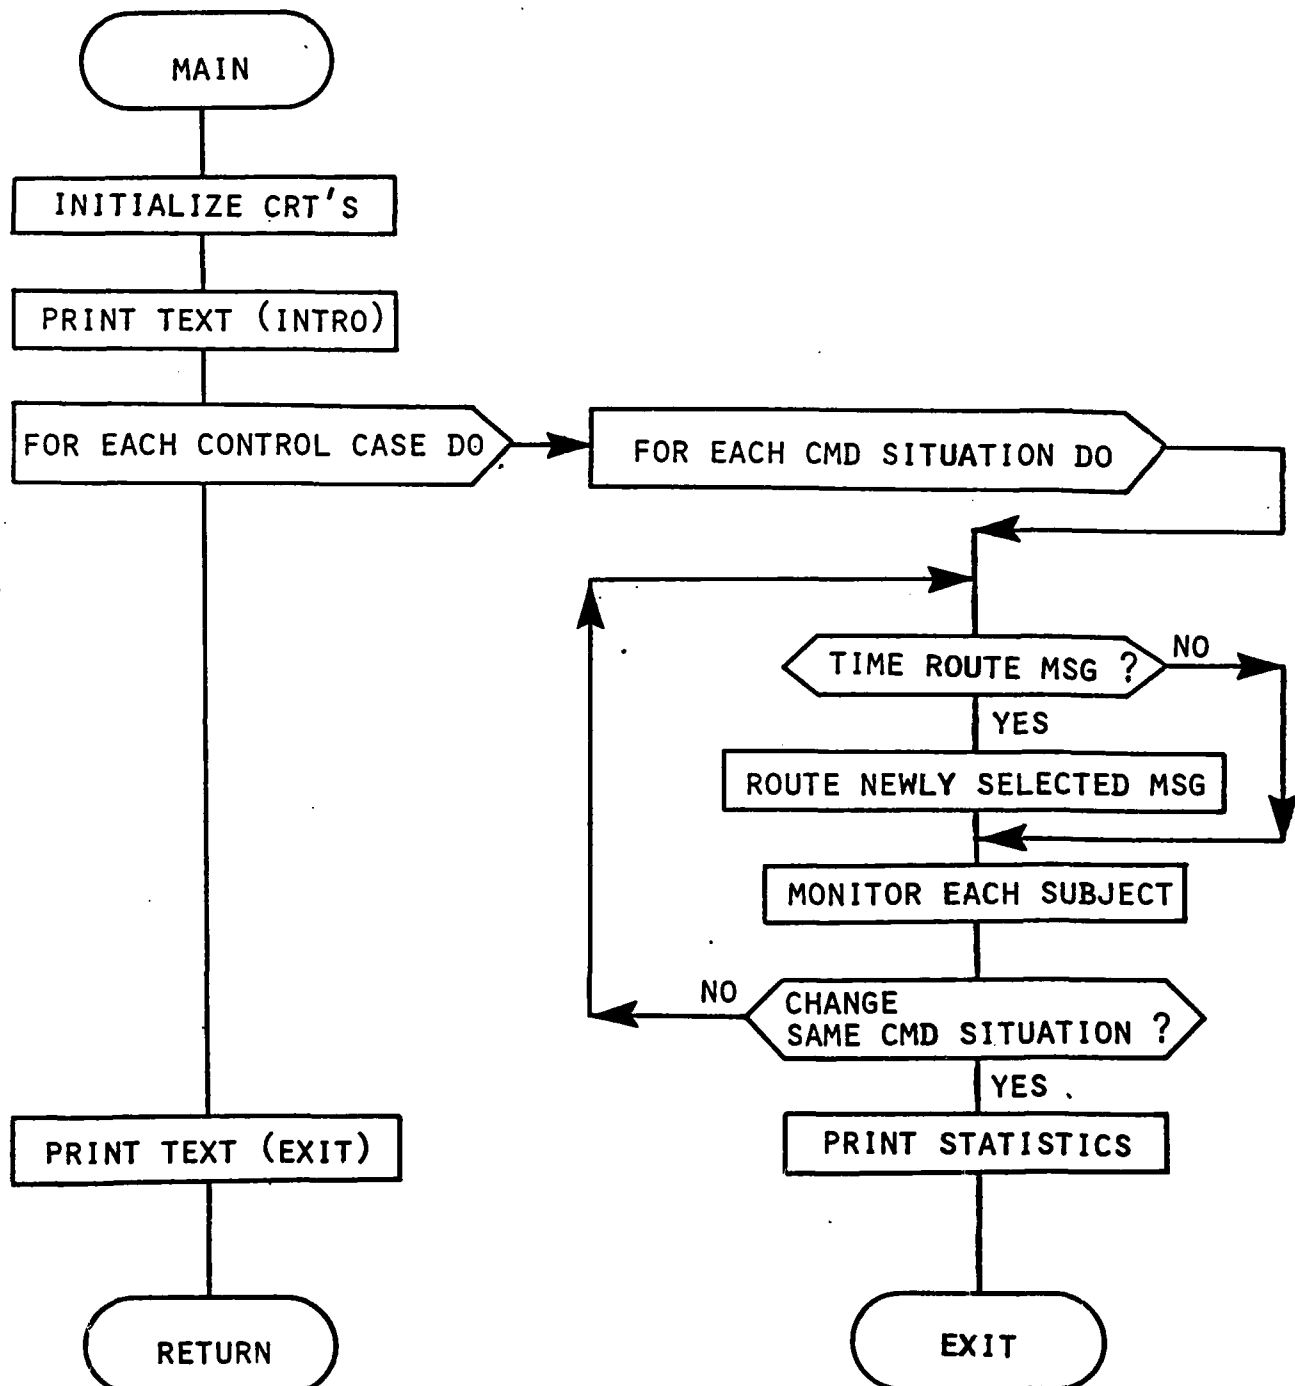 MAIN
INITIALIZE CRT'S
PRINT TEXT (INTRO)
FOR EACH CONTROL CASE DO
FOR EACH CMD SITUATION DO
TIME ROUTE MSG ?
NO
YES
ROUTE NEWLY SELECTED MSG
MONITOR EACH SUBJECT
NO
CHANGE
SAME CMD SITUATION ?
YES
PRINT TEXT (EXIT)
PRINT STATISTICS
RETURN
EXIT